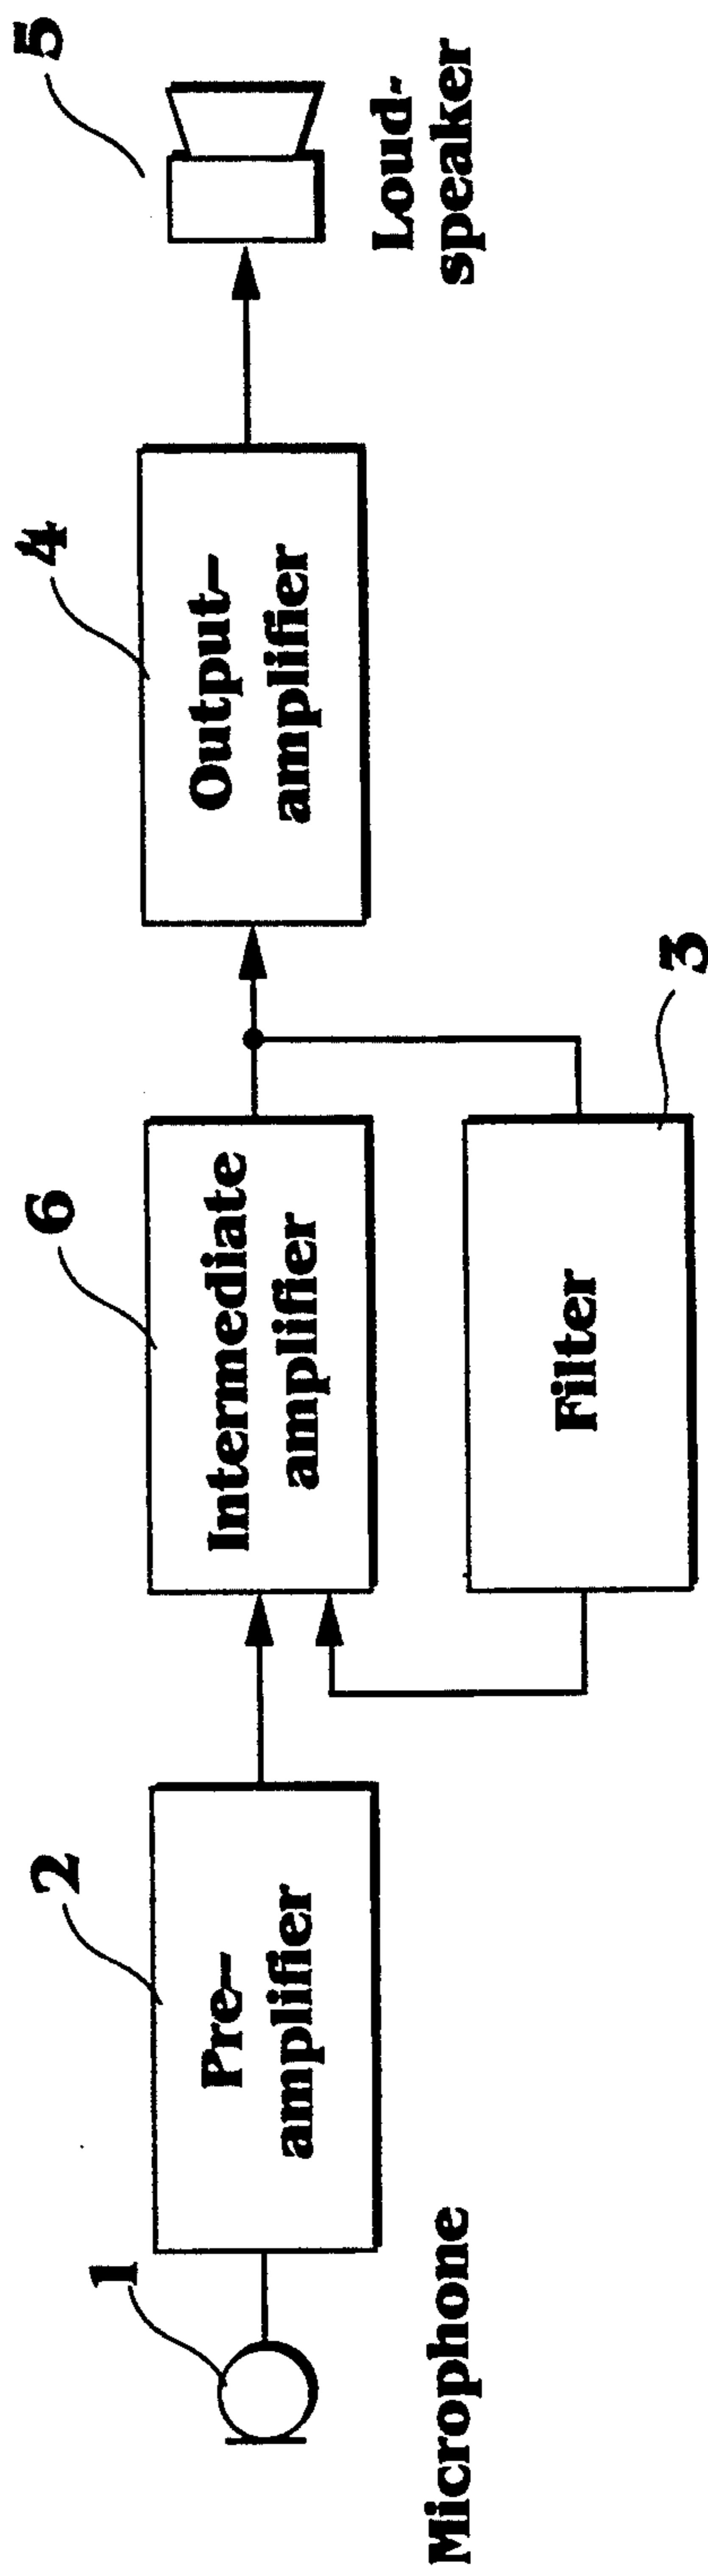 1
Microphone
2
Pre-
amplifier
6
Intermediate
amplifier
3
Filter
4
Output-
amplifier
5
Loud-
speaker